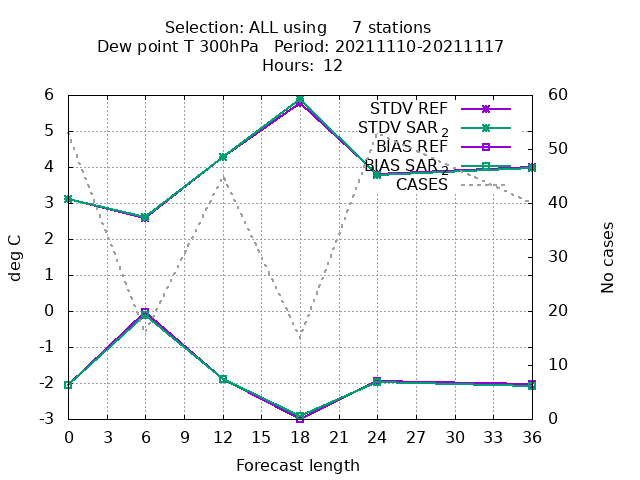 Selection: ALL using 7 stations
Dew point T 300hPa Period: 20211110-20211117
Hours: 12
6
5
4
3
2
1
0
-1
-2
-3
deg C
STDV REF
STDV SAR 2
BIAS REF
BIAS SAR 2
CASES
60
50
40
30
20
10
0
No cases
0 3 6 9 12 15 18 21 24 27 30 33 36
Forecast length